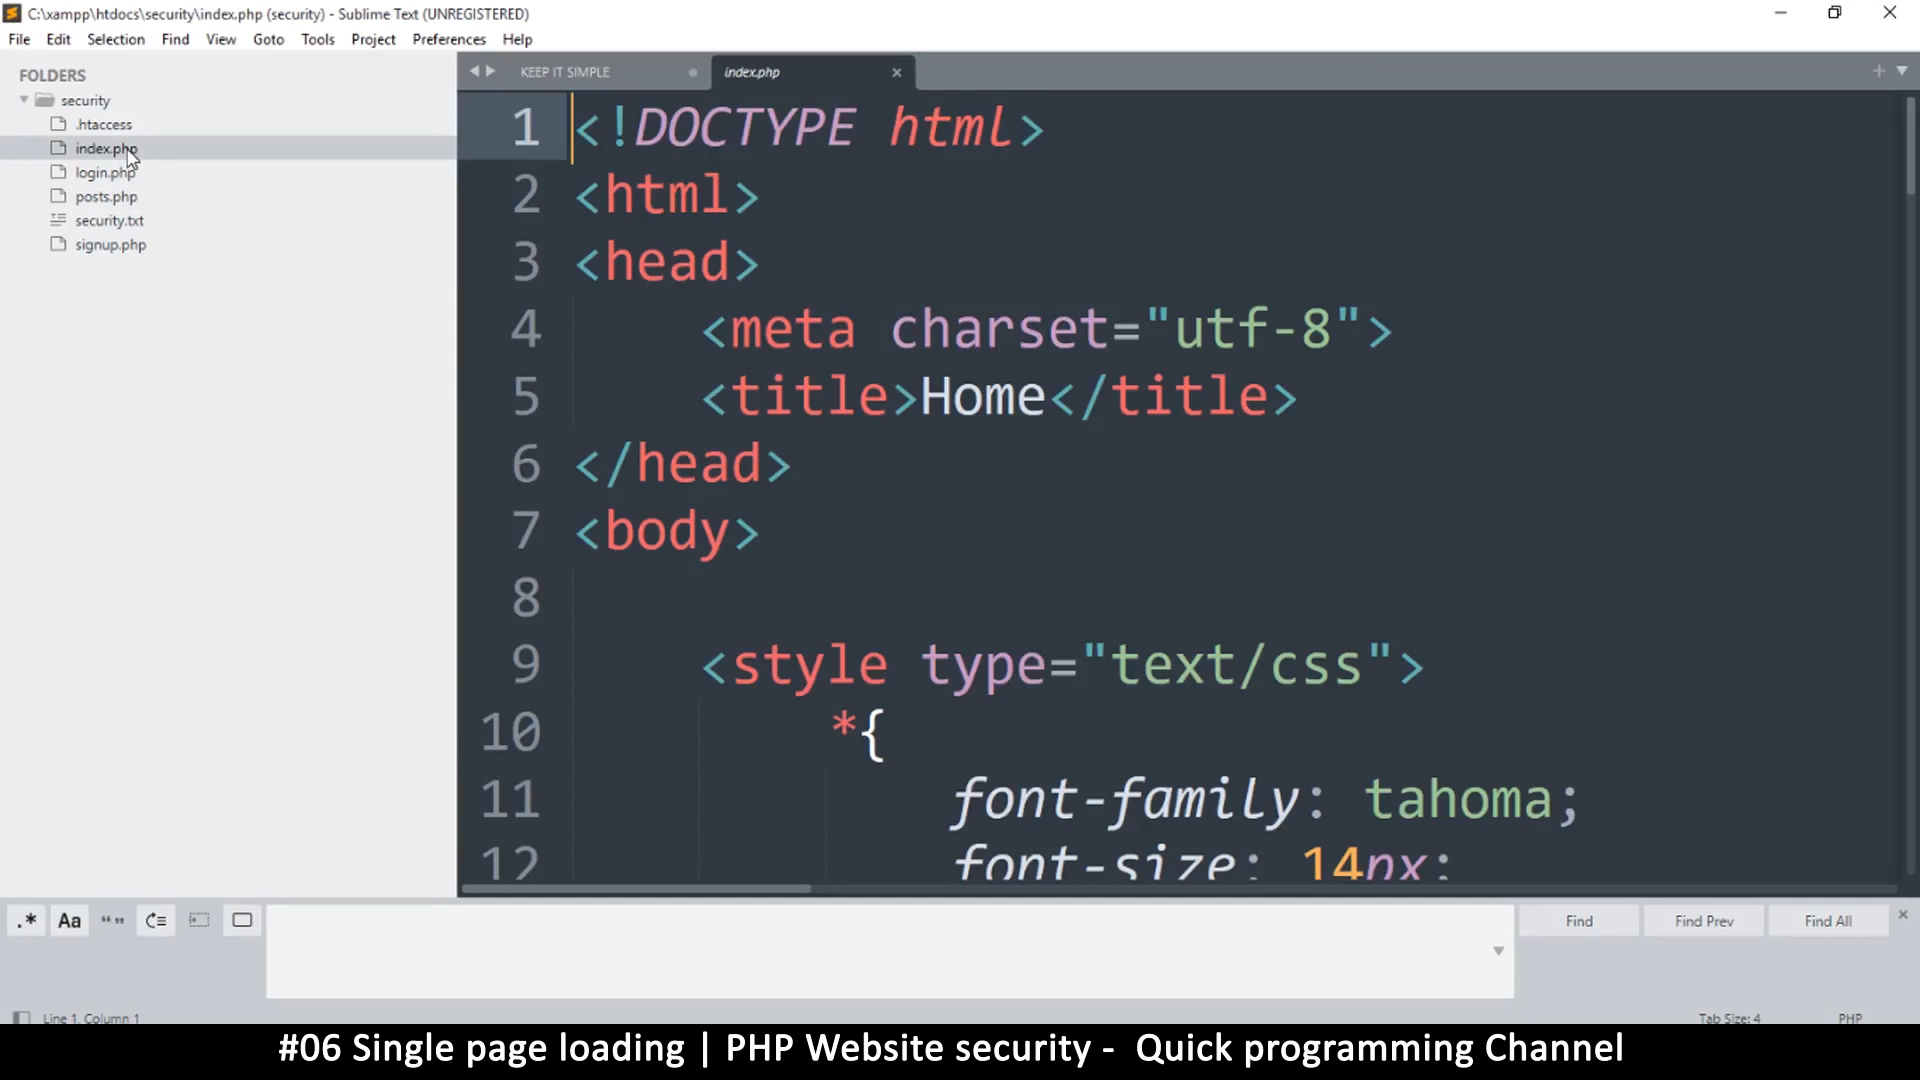 C:\xampp\htdocs\security\index.php (security) - Sublime Text (UNREGISTERED)
File Edit Selection Find View Goto Tools Project Preferences Help
FOLDERS
security
.htaccess
index.php
login.php
posts.php
security.txt
signup.php
KEEP IT SIMPLE
index.php
1 <!DOCTYPE html>
2 <html>
3 <head>
4 <meta charset="utf-8">
5 <title>Home</title>
6 </head>
7 <body>
8
9 <style type="text/css">
10 *{
11 font-family: tahoma;
12 font-size: 14px;
.* Aa “ ”
Find Find Prev Find All
Line 1, Column 1
Tab Size: 4 PHP
#06 Single page loading | PHP Website security - Quick programming Channel